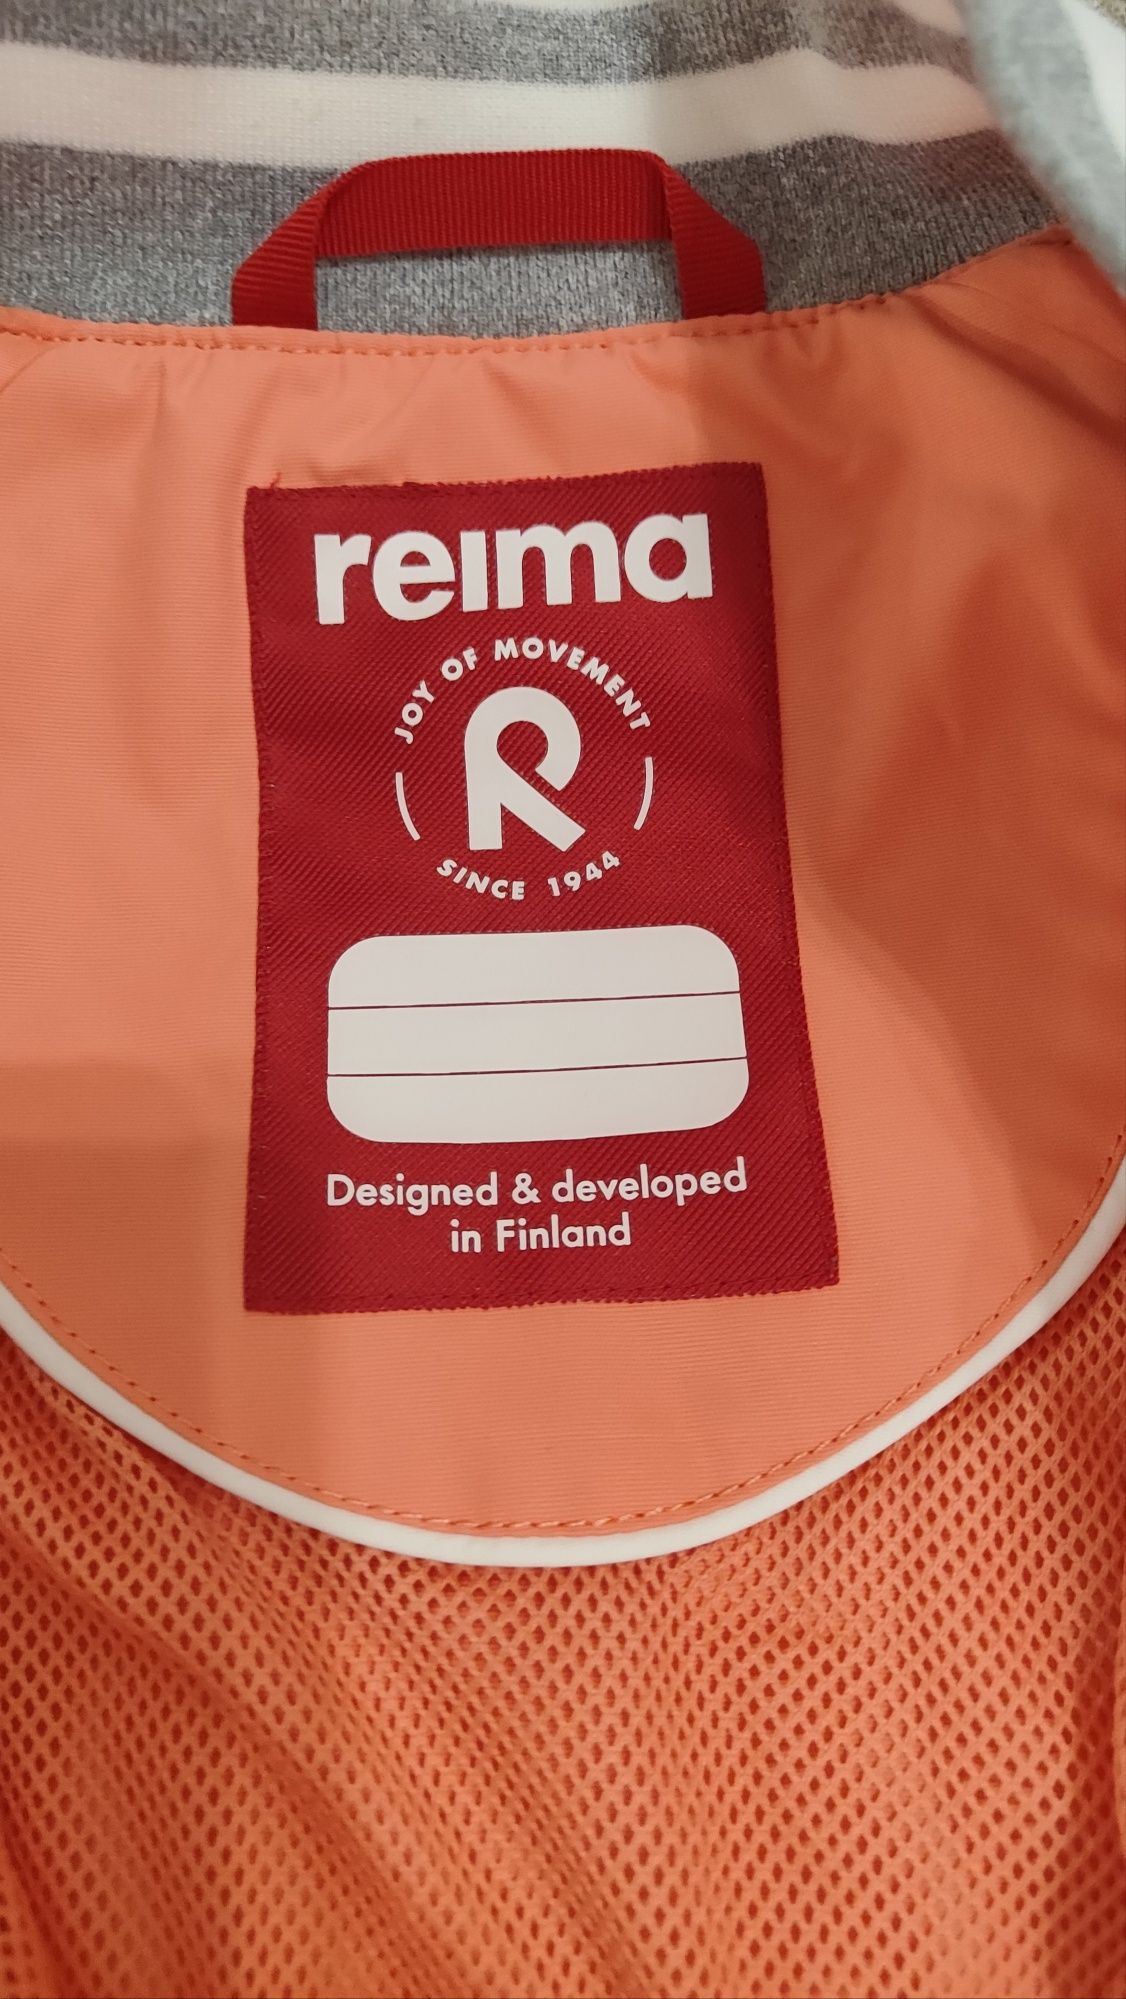 reima
JOY OF MOVEMENT
R
SINCE 1944
Designed & developed
in Finland